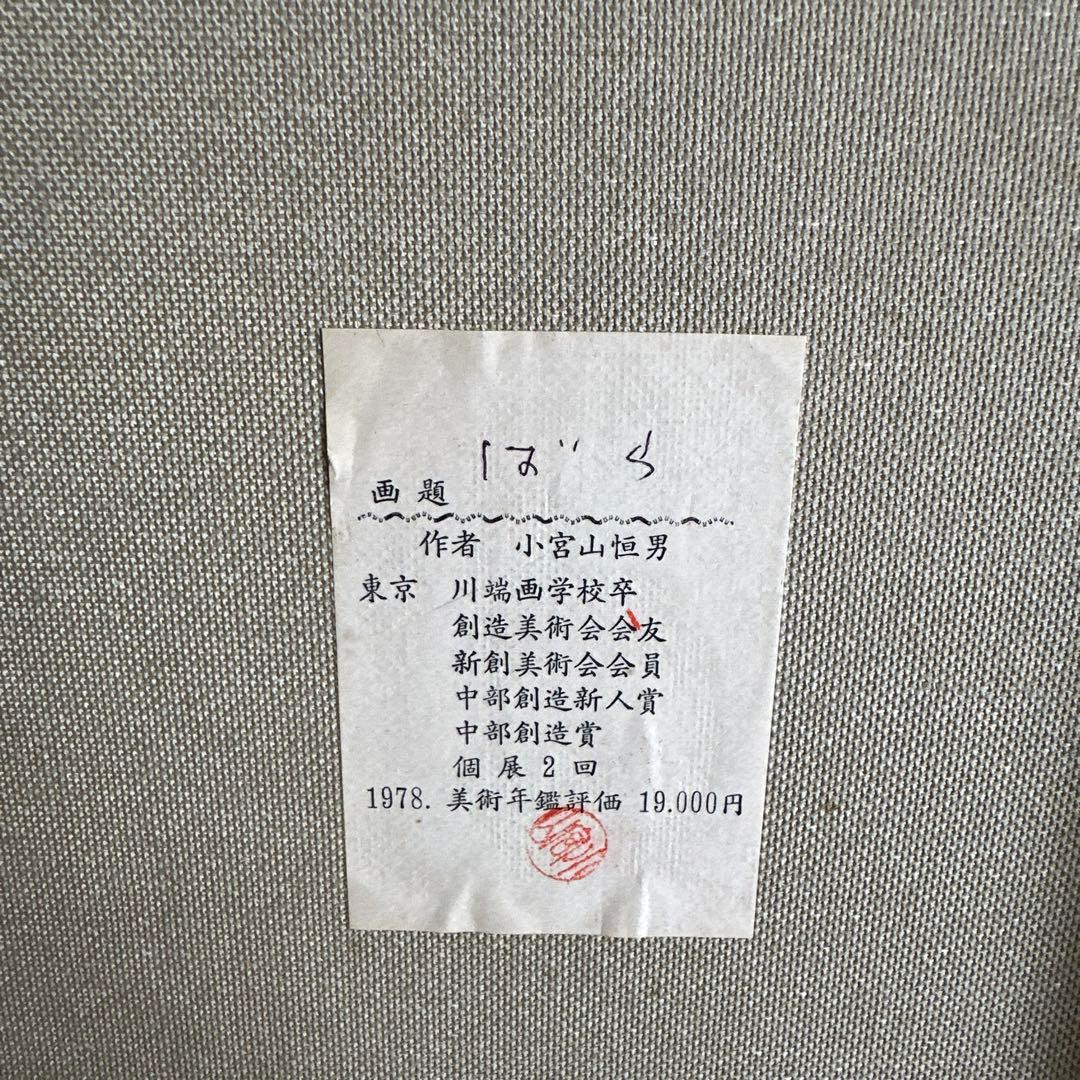 ばら
画題
作者 小宮山恒男
東京 川端画学校卒
創造美術会会友
新創美術会会員
中部創造新人賞
中部創造賞
個展2回
1978. 美術年鑑評価 19.000円